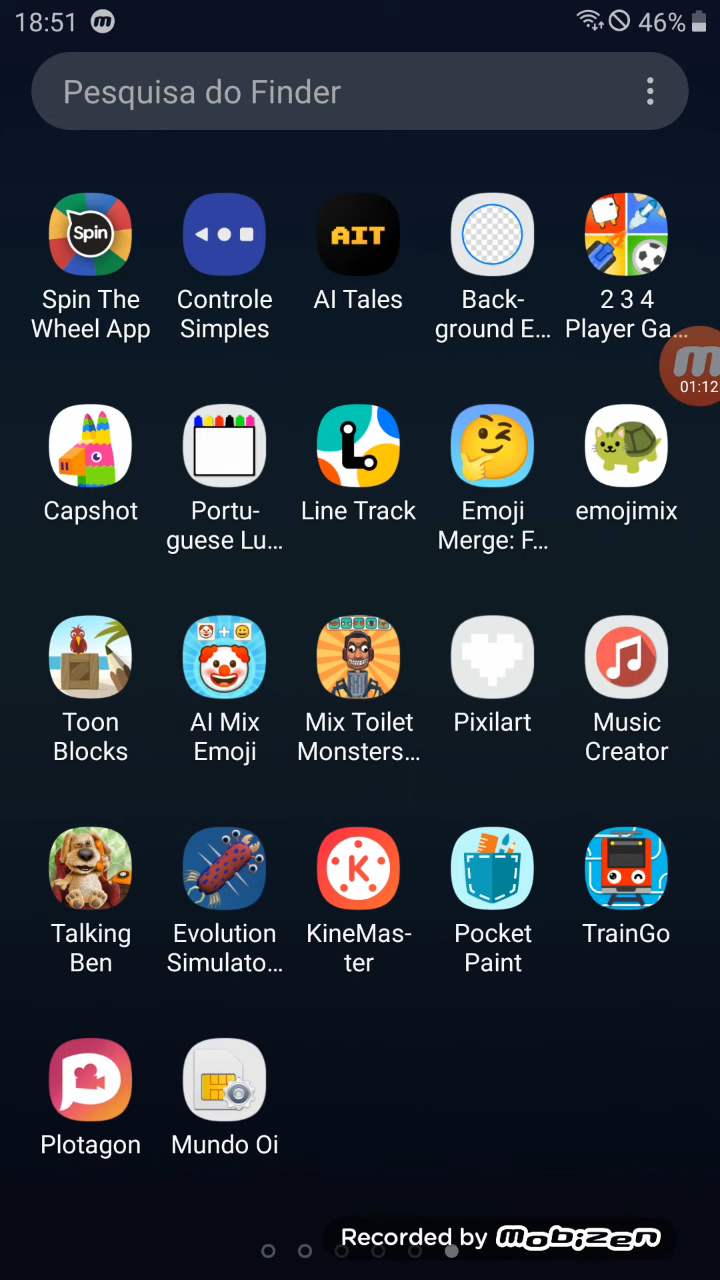 18:51
46%
Pesquisa do Finder
Spin
AIT
Spin The
Wheel App
Controle
Simples
AI Tales
Back-
ground E...
2 3 4
Player Ga...
01:12
Capshot
Portu-
guese Lu...
Line Track
Emoji
Merge: F...
emojimix
Toon
Blocks
AI Mix
Emoji
Mix Toilet
Monsters...
Pixilart
Music
Creator
K
Talking
Ben
Evolution
Simulato...
KineMas-
ter
Pocket
Paint
TrainGo
Plotagon
Mundo Oi
Recorded by mobizen